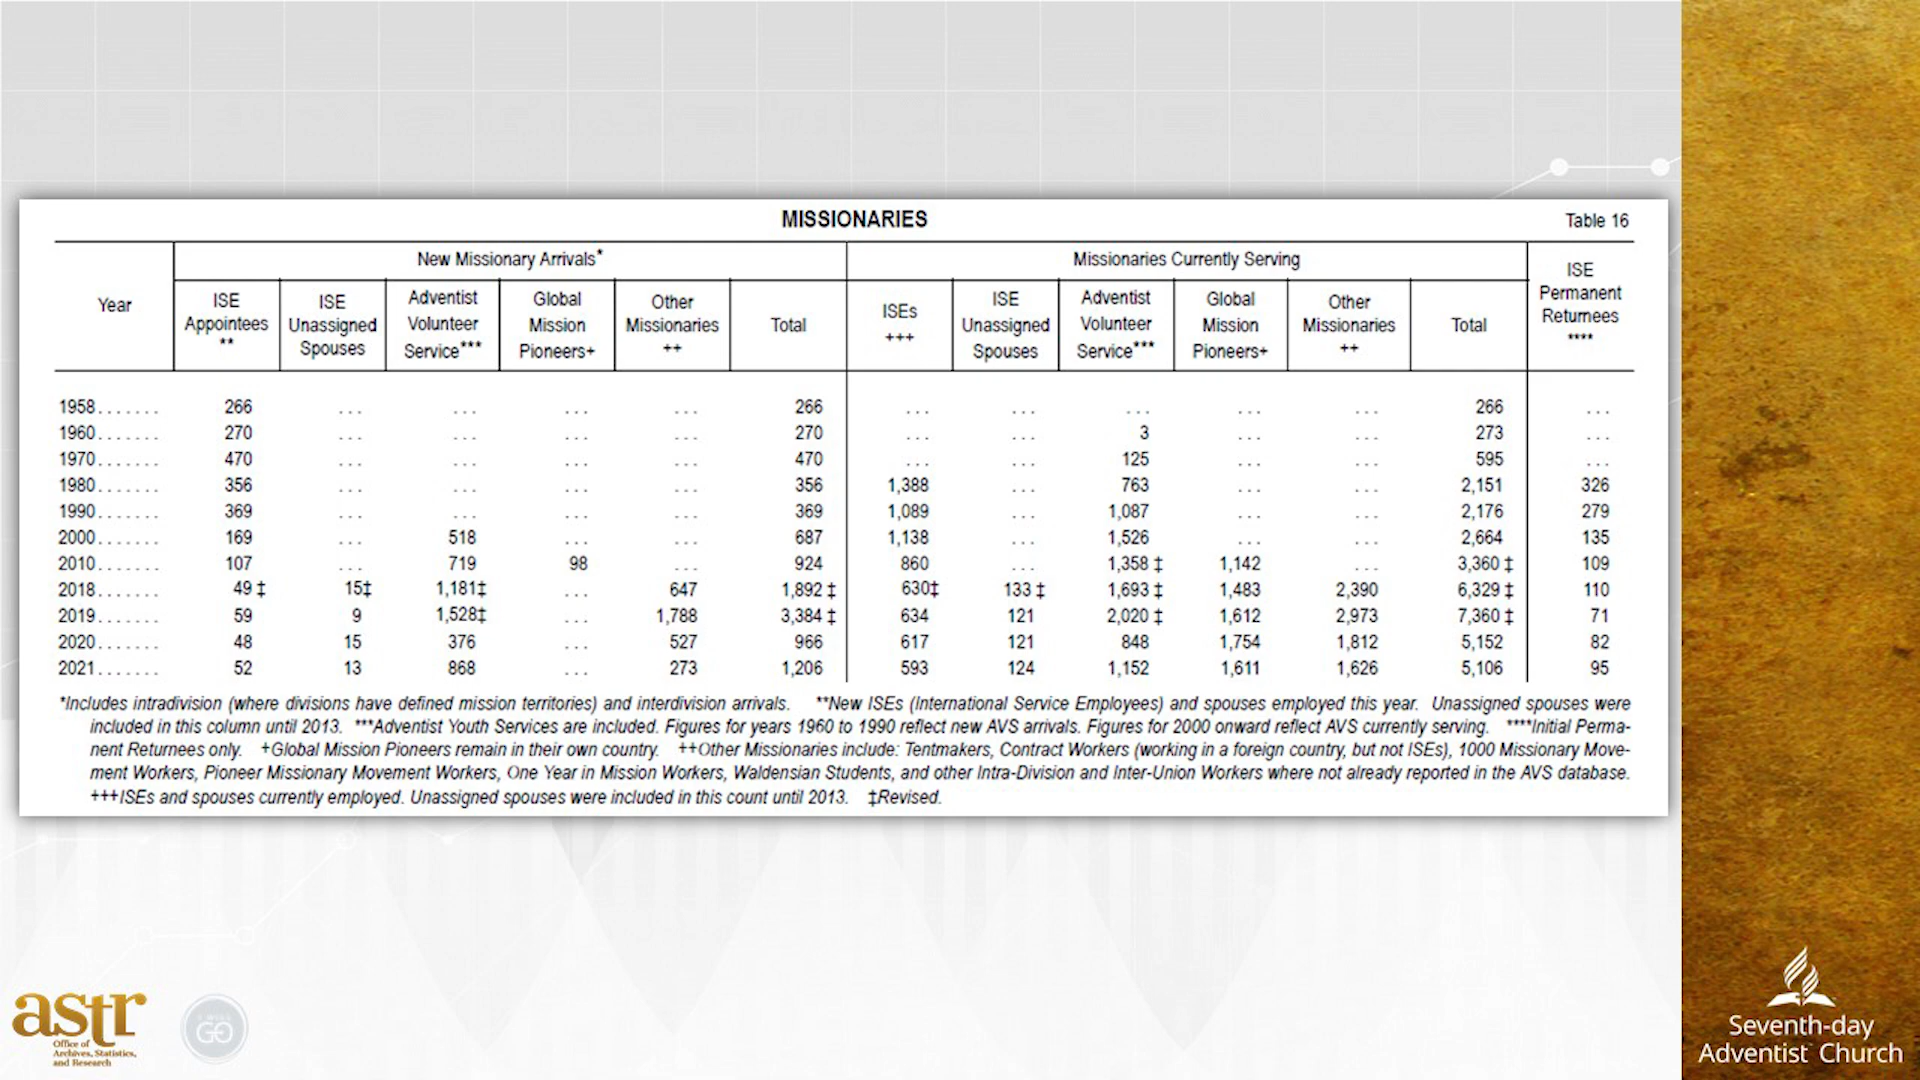 MISSIONARIES Table 16
New Missionary Arrivals* Missionaries Currently Serving ISE Permanent Returnees ****
Year ISE Appointees ** ISE Unassigned Spouses Adventist Volunteer Service*** Global Mission Pioneers+ Other Missionaries ++ Total ISEs +++ ISE Unassigned Spouses Adventist Volunteer Service*** Global Mission Pioneers+ Other Missionaries ++ Total
1958....... 266 ... ... ... ... 266 ... ... ... ... ... 266 ...
1960....... 270 ... ... ... ... 270 ... ... 3 ... ... 273 ...
1970....... 470 ... ... ... ... 470 ... ... 125 ... ... 595 ...
1980....... 356 ... ... ... ... 356 1,388 ... 763 ... ... 2,151 326
1990....... 369 ... ... ... ... 369 1,089 ... 1,087 ... ... 2,176 279
2000....... 169 ... 518 ... ... 687 1,138 ... 1,526 ... ... 2,664 135
2010....... 107 ... 719 98 ... 924 860 ... 1,358 ‡ 1,142 ... 3,360 ‡ 109
2018....... 49 ‡ 15‡ 1,181‡ ... 647 1,892 ‡ 630‡ 133 ‡ 1,693 ‡ 1,483 2,390 6,329 ‡ 110
2019....... 59 9 1,528‡ ... 1,788 3,384 ‡ 634 121 2,020 ‡ 1,612 2,973 7,360 ‡ 71
2020....... 48 15 376 ... 527 966 617 121 848 1,754 1,812 5,152 82
2021....... 52 13 868 ... 273 1,206 593 124 1,152 1,611 1,626 5,106 95
*Includes intradivision (where divisions have defined mission territories) and interdivision arrivals. **New ISEs (International Service Employees) and spouses employed this year. Unassigned spouses were
included in this column until 2013. ***Adventist Youth Services are included. Figures for years 1960 to 1990 reflect new AVS arrivals. Figures for 2000 onward reflect AVS currently serving. ****Initial Perma-
nent Returnees only. +Global Mission Pioneers remain in their own country. ++Other Missionaries include: Tentmakers, Contract Workers (working in a foreign country, but not ISEs), 1000 Missionary Move-
ment Workers, Pioneer Missionary Movement Workers, One Year in Mission Workers, Waldensian Students, and other Intra-Division and Inter-Union Workers where not already reported in the AVS database.
+++ISEs and spouses currently employed. Unassigned spouses were included in this count until 2013. ‡Revised.
astr
Office of
Archives, Statistics,
and Research
I WILL
GO
Seventh-day
Adventist Church